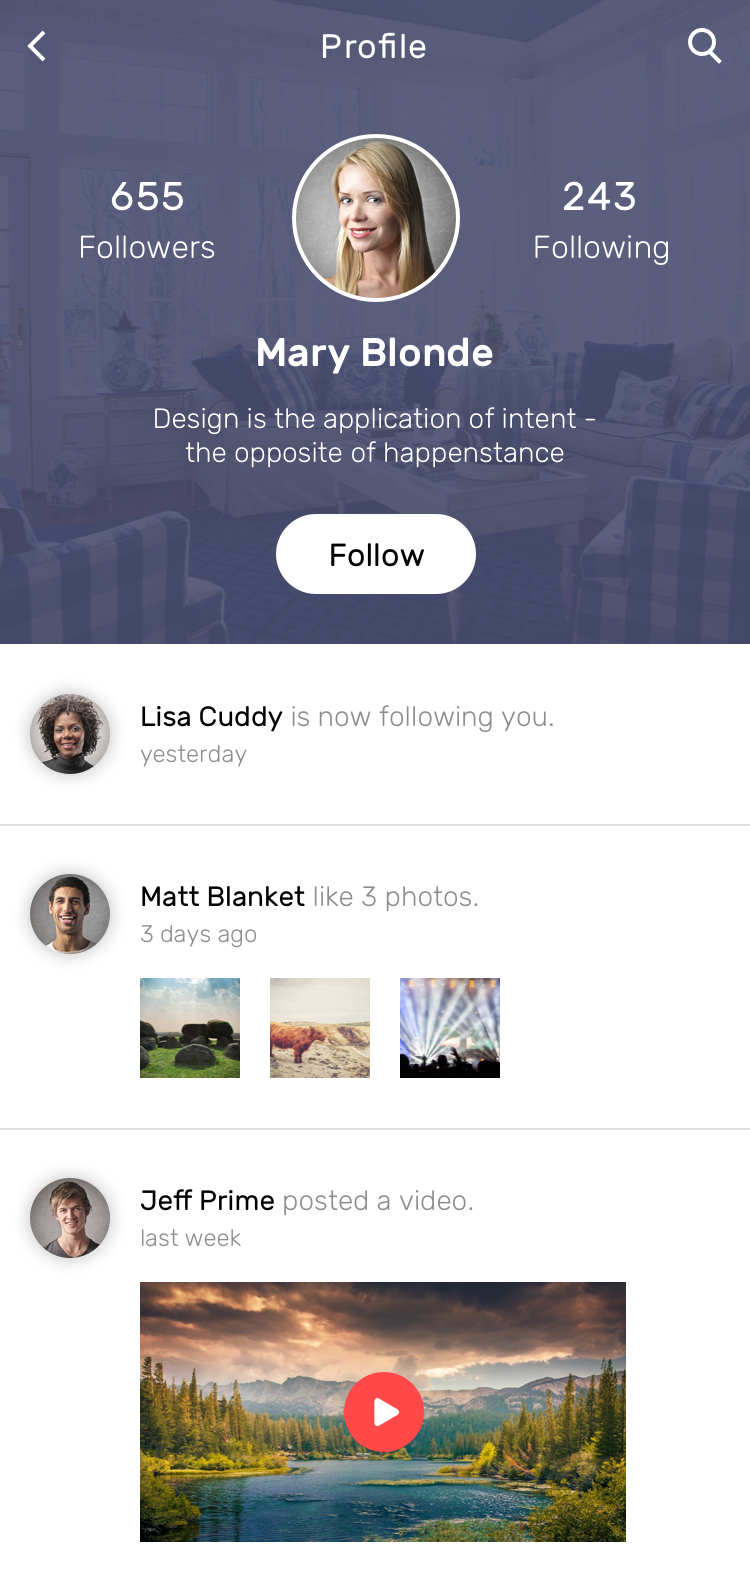 Profile
655
Followers
243
Following
Mary Blonde
Design is the application of intent -
the opposite of happenstance
Follow
Lisa Cuddy is now following you.
yesterday
Matt Blanket like 3 photos.
3 days ago
Jeff Prime posted a video.
last week